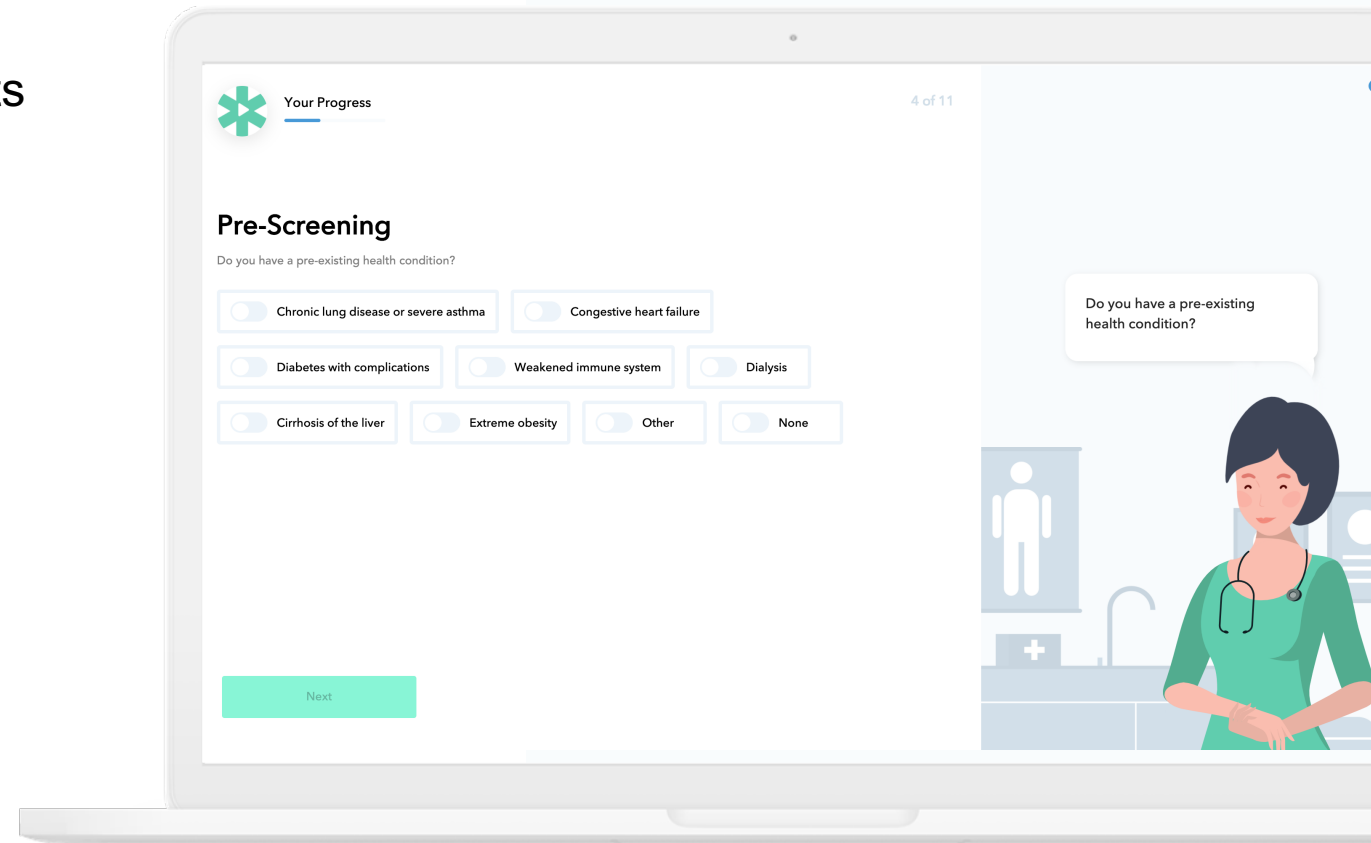 Your Progress
4 of 11
Pre-Screening
Do you have a pre-existing health condition?
Chronic lung disease or severe asthma
Congestive heart failure
Diabetes with complications
Weakened immune system
Dialysis
Cirrhosis of the liver
Extreme obesity
Other
None
Next
Do you have a pre-existing
health condition?